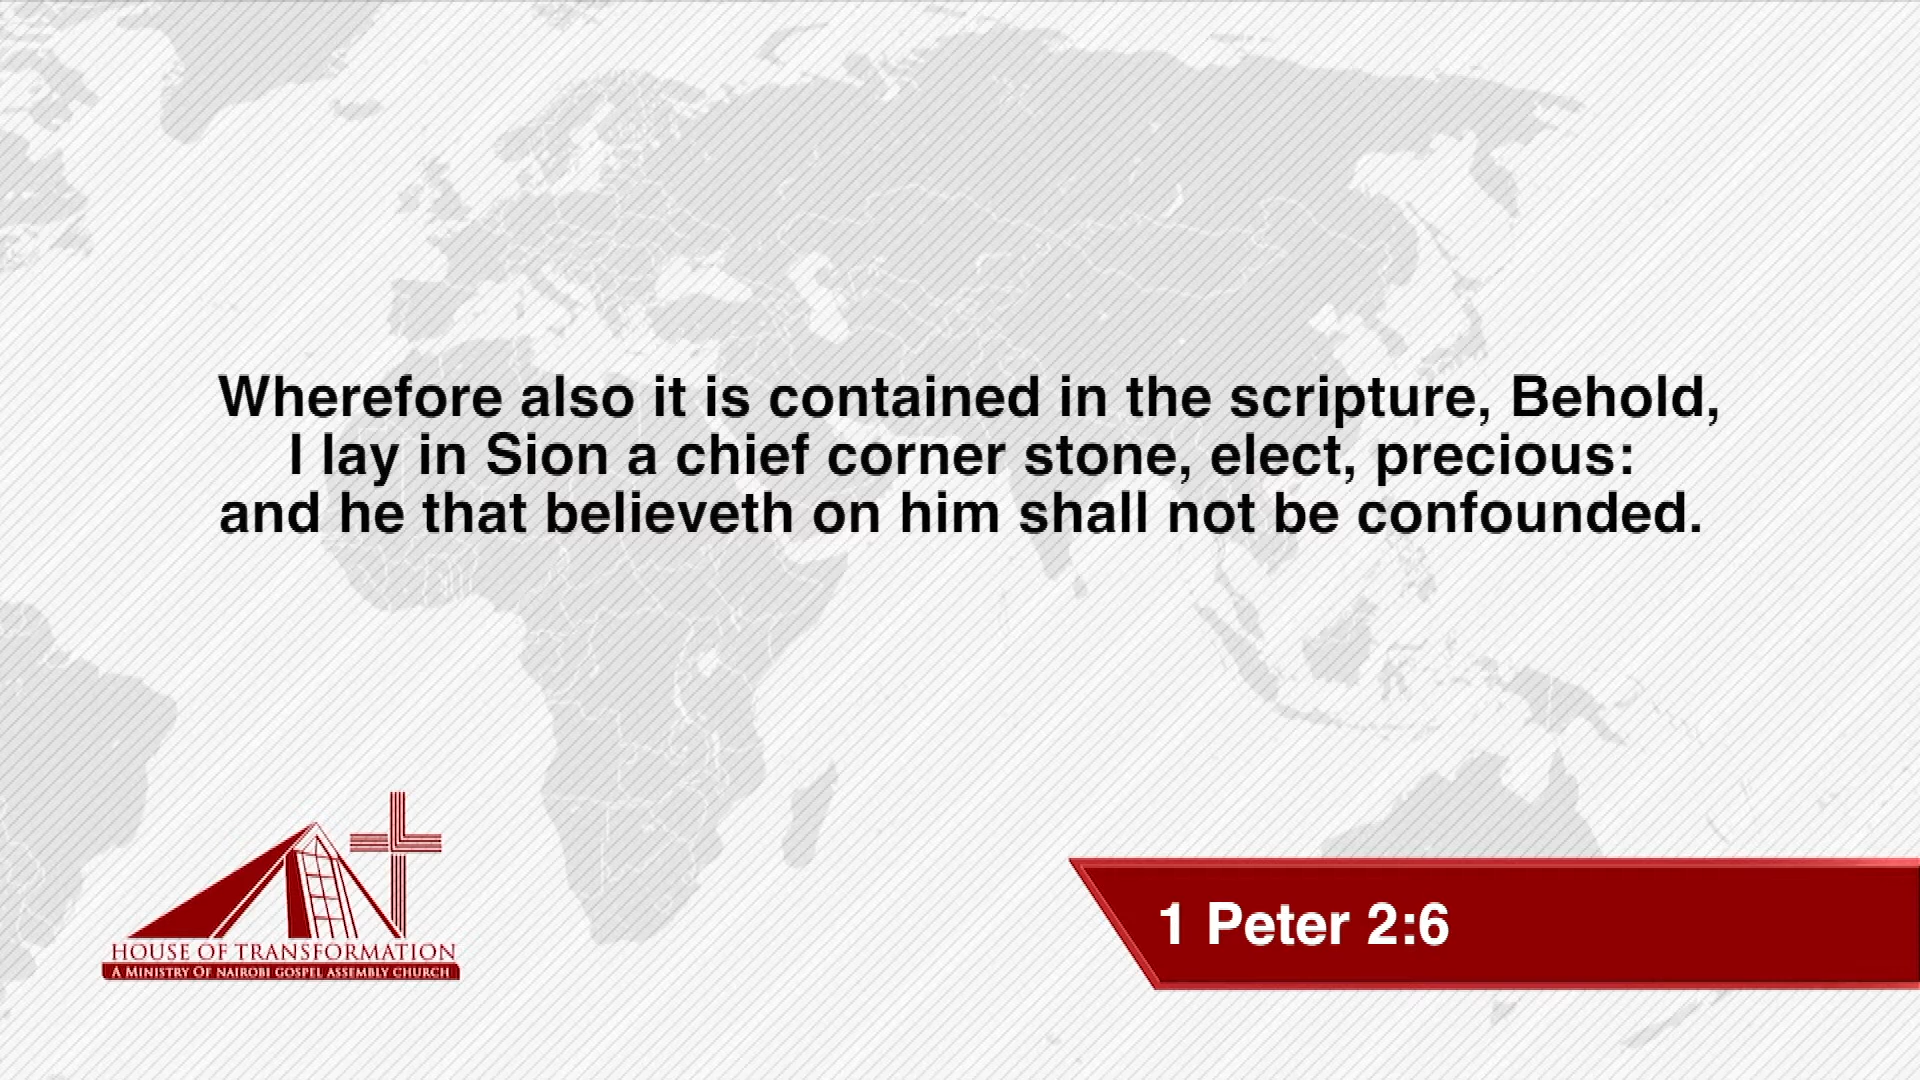 Wherefore also it is contained in the scripture, Behold,
I lay in Sion a chief corner stone, elect, precious:
and he that believeth on him shall not be confounded.
HOUSE OF TRANSFORMATION
A MINISTRY OF NAIROBI GOSPEL ASSEMBLY CHURCH
1 Peter 2:6